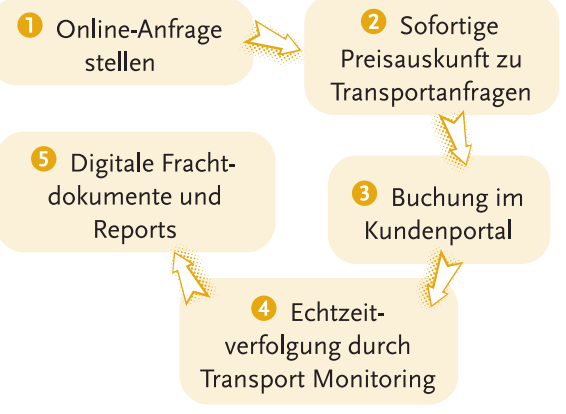 1 Online-Anfrage
stellen
2 Sofortige
Preisauskunft zu
Transportanfragen
3 Buchung im
Kundenportal
4 Echtzeit-
verfolgung durch
Transport Monitoring
5 Digitale Fracht-
dokumente und
Reports